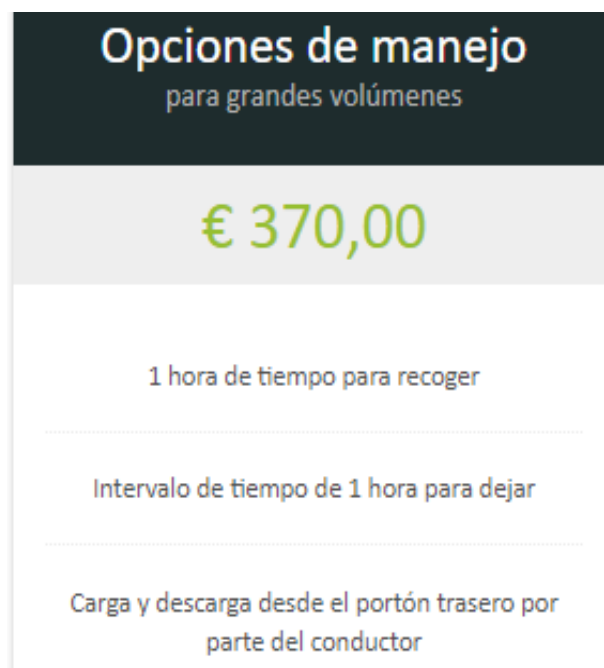 Opciones de manejo
para grandes volúmenes
€ 370,00
1 hora de tiempo para recoger
Intervalo de tiempo de 1 hora para dejar
Carga y descarga desde el portón trasero por
parte del conductor